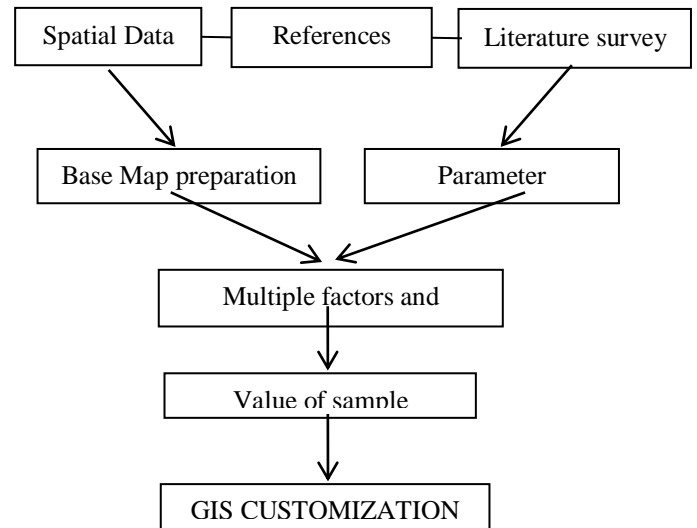 Spatial Data
References
Literature survey
Base Map preparation
Parameter
Multiple factors and
Value of sample
GIS CUSTOMIZATION